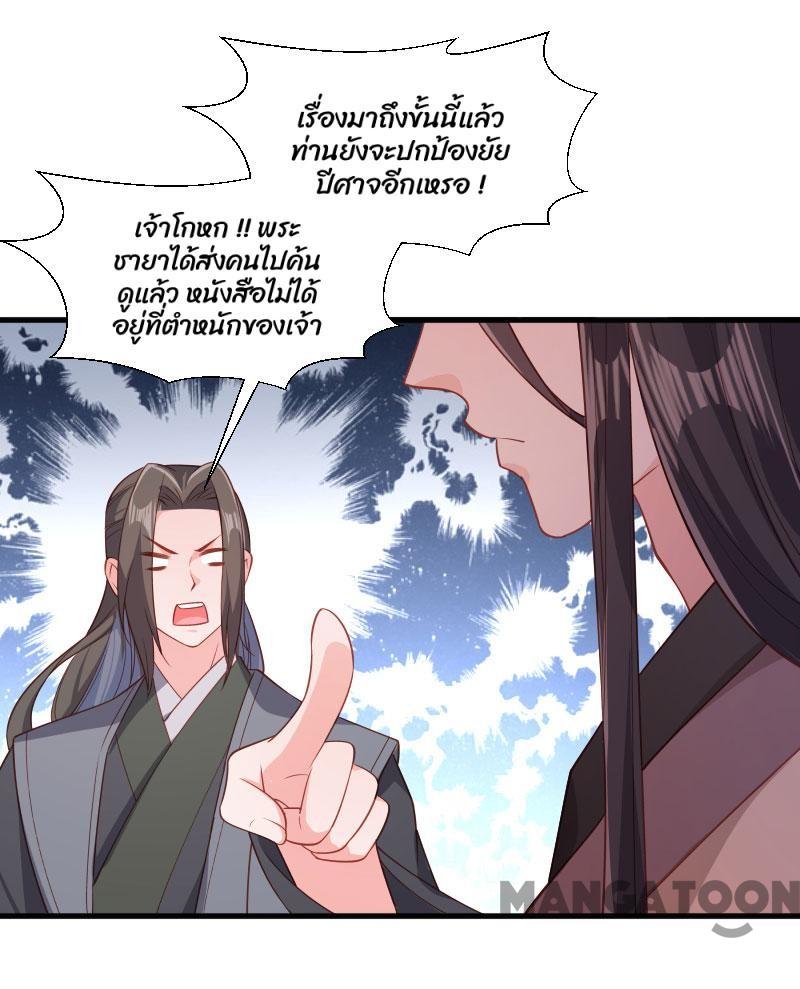 เรื่องมาถึงขั้นนี้แล้ว
ท่านยังจะปกป้องยัย
ปีศาจอีกเหรอ !
เจ้าโกหก !! พระ
ชายาได้ส่งคนไปค้น
ดูแล้ว หนังสือไม่ได้
อยู่ที่ตำหนักของเจ้า
MANGATOON